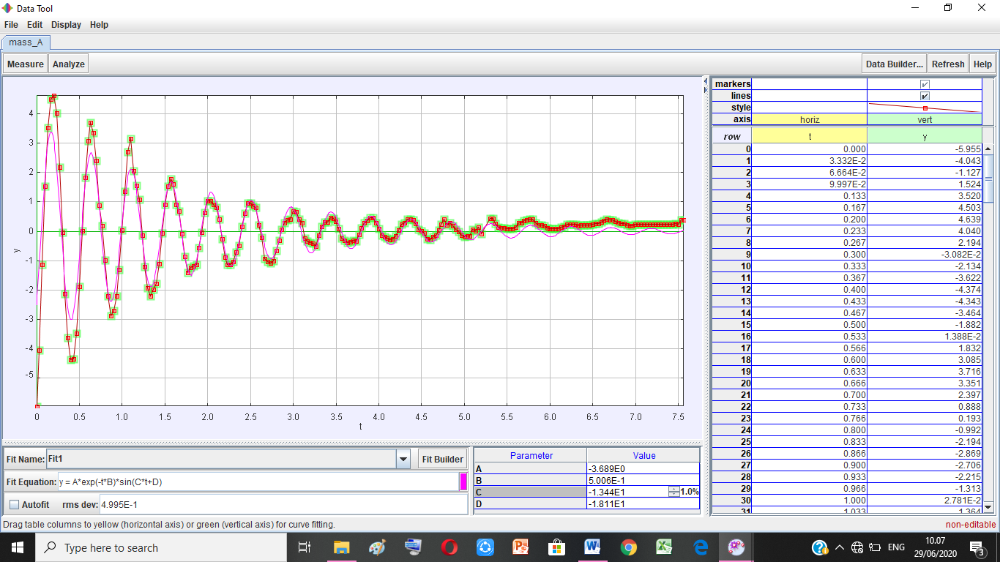 Data Tool
File Edit Display Help
mass_A
Measure Analyze Data Builder... Refresh Help
4
3
2
1
0
-1
-2
-3
-4
-5
y
0 0.5 1.0 1.5 2.0 2.5 3.0 3.5 4.0 4.5 5.0 5.5 6.0 6.5 7.0 7.5
t
markers
lines
style
axis horiz vert
row t y
0 0.000 -5.955
1 3.332E-2 -4.043
2 6.664E-2 -1.127
3 9.997E-2 1.524
4 0.133 3.520
5 0.167 4.503
6 0.200 4.639
7 0.233 4.040
8 0.267 2.194
9 0.300 -3.082E-2
10 0.333 -2.134
11 0.367 -3.622
12 0.400 -4.374
13 0.433 -4.343
14 0.467 -3.464
15 0.500 -1.882
16 0.533 1.388E-2
17 0.566 1.832
18 0.600 3.085
19 0.633 3.716
20 0.666 3.351
21 0.700 2.397
22 0.733 0.888
23 0.766 0.193
24 0.800 -0.992
25 0.833 -2.194
26 0.866 -2.869
27 0.900 -2.706
28 0.933 -2.215
29 0.966 -1.313
30 1.000 2.781E-2
31 1.033 1.364
Fit Name: Fit1 Fit Builder
Fit Equation: y = A*exp(-t*B)*sin(C*t+D)
Autofit rms dev: 4.995E-1
Parameter Value
A -3.689E0
B 5.006E-1
C -1.344E1 1.0%
D -1.811E1
Drag table columns to yellow (horizontal axis) or green (vertical axis) for curve fitting. non-editable
Type here to search
ENG
10.07
29/06/2020
3